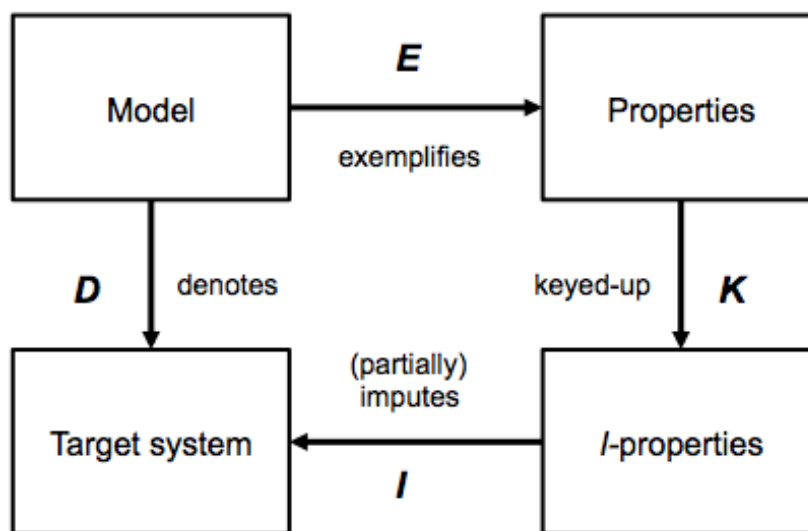 E
Model
Properties
exemplifies
D
denotes
keyed-up
K
(partially)
imputes
Target system
I-properties
I